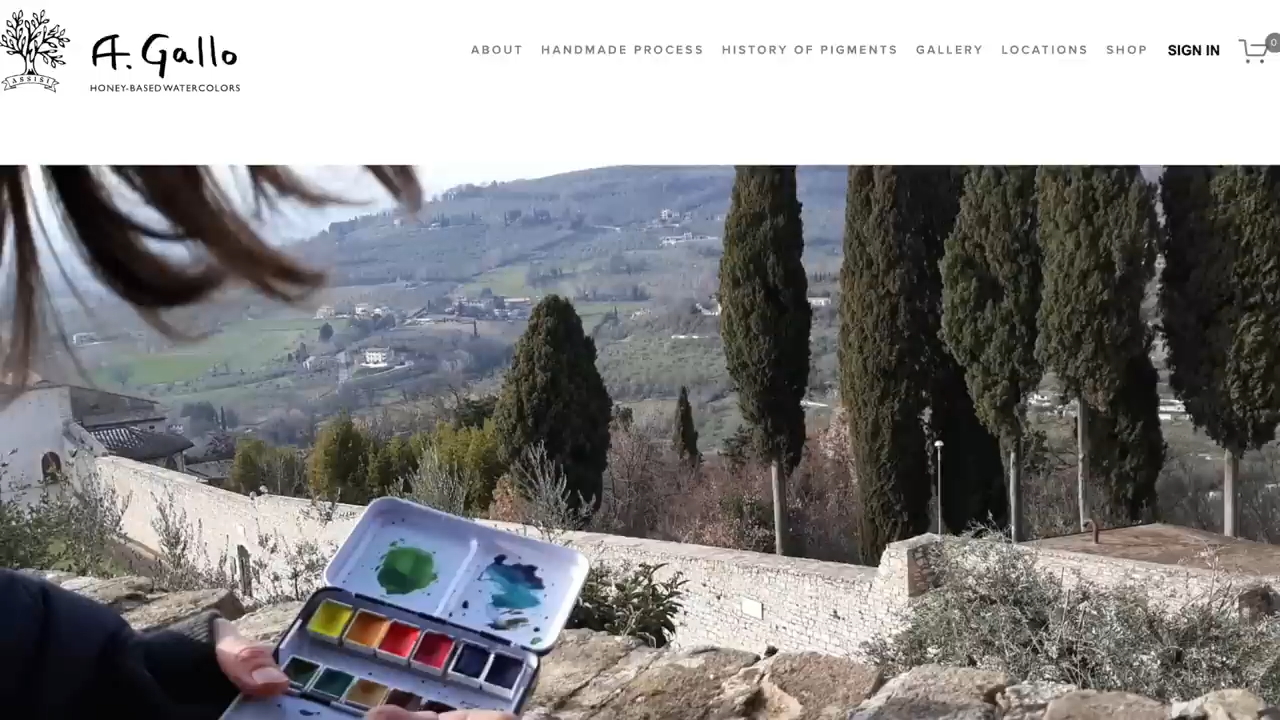 ASSISI
A. Gallo
HONEY-BASED WATERCOLORS
ABOUT HANDMADE PROCESS HISTORY OF PIGMENTS GALLERY LOCATIONS SHOP SIGN IN 0